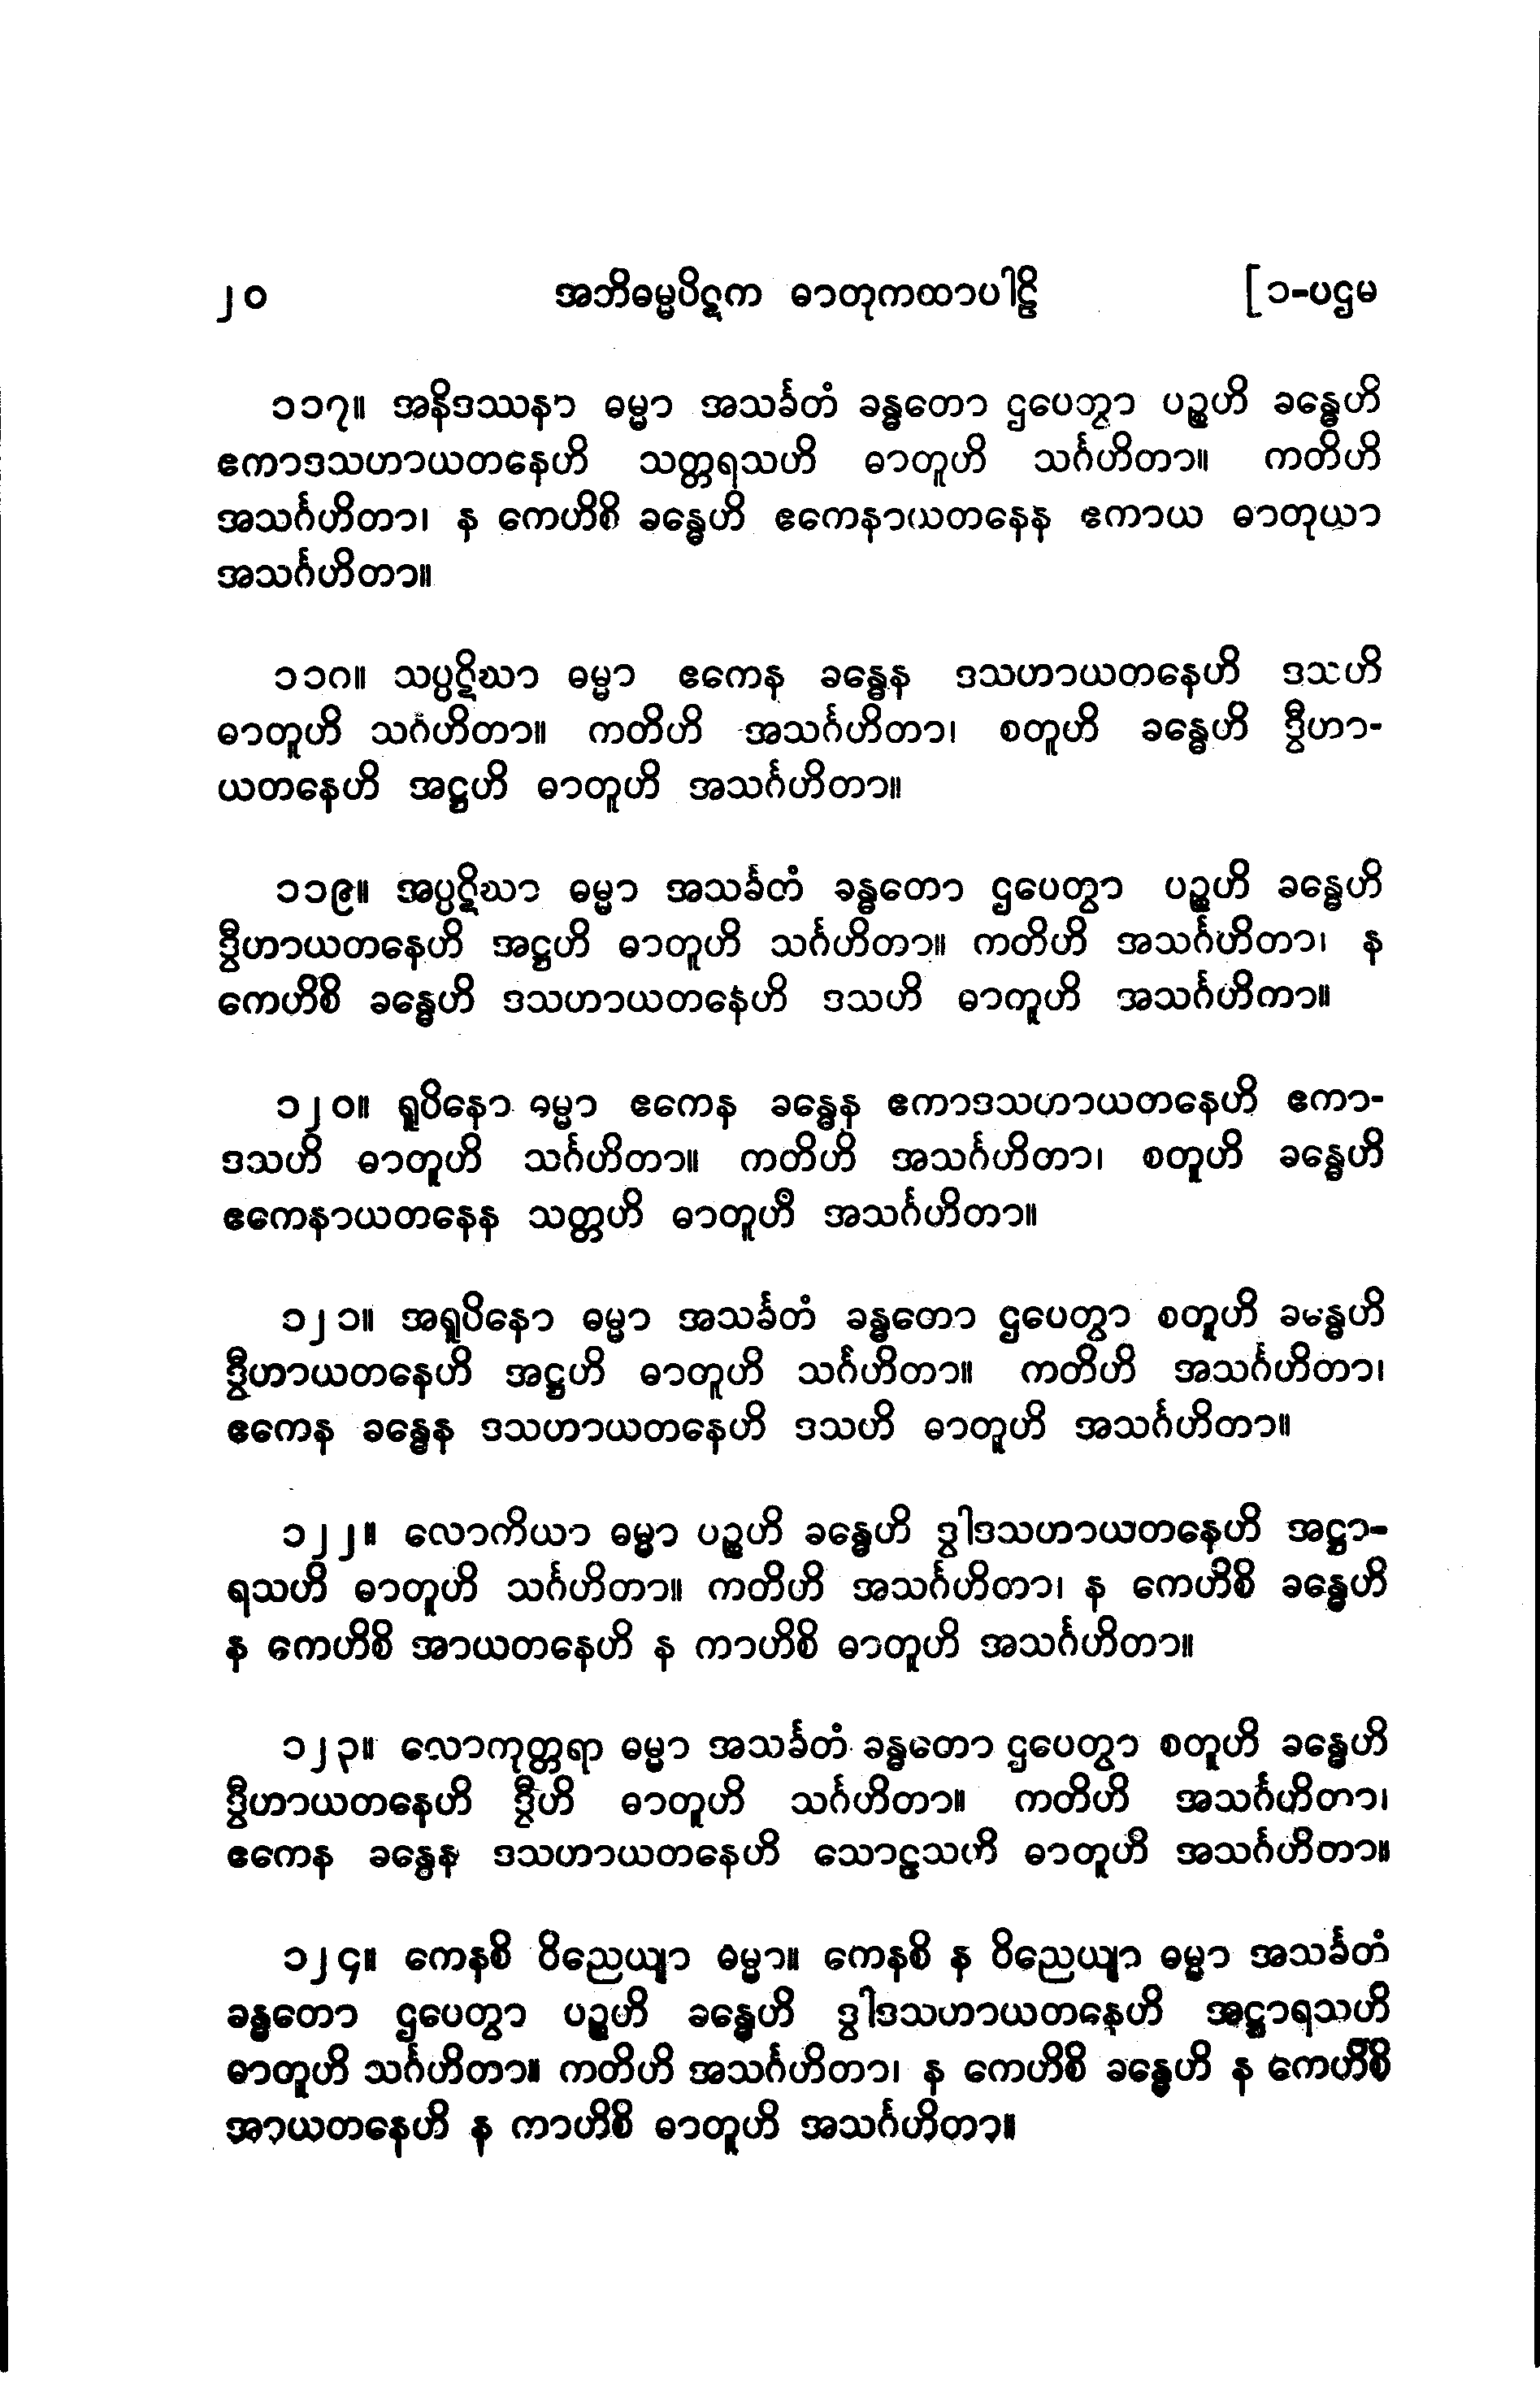 ၂၀ အဘိဓမ္မပိဋက ဓာတုကထာပါဠိ [၁-ပဌမ
၁၁၇။ အနိဒဿနာ ဓမ္မာ အသင်္ခတံ ခန္ဓတော ဌပေတွာ ပဉ္စဟိ ခန္ဓေဟိ
ဧကာဒသဟာယတနေဟိ သတ္တရသဟိ ဓာတူဟိ သင်္ဂဟိတာ။ ကတိဟိ
အသင်္ဂဟိတာ၊ န ကေဟိစိ ခန္ဓေဟိ ဧကေနာယတနေန ဧကာယ ဓာတုယာ
အသင်္ဂဟိတာ။
၁၁၈။ သပ္ပဋိဃာ ဓမ္မာ ဧကေန ခန္ဓေန ဒသဟာယတနေဟိ ဒသဟိ
ဓာတူဟိ သင်္ဂဟိတာ။ ကတိဟိ အသင်္ဂဟိတာ၊ စတူဟိ ခန္ဓေဟိ ဒွီဟာ-
ယတနေဟိ အဋ္ဌဟိ ဓာတူဟိ အသင်္ဂဟိတာ။
၁၁၉။ အပ္ပဋိဃာ ဓမ္မာ အသင်္ခတံ ခန္ဓတော ဌပေတွာ ပဉ္စဟိ ခန္ဓေဟိ
ဒွီဟာယတနေဟိ အဋ္ဌဟိ ဓာတူဟိ သင်္ဂဟိတာ။ ကတိဟိ အသင်္ဂဟိတာ၊ န
ကေဟိစိ ခန္ဓေဟိ ဒသဟာယတနေဟိ ဒသဟိ ဓာတူဟိ အသင်္ဂဟိတာ။
၁၂၀။ ရူပိနော ဓမ္မာ ဧကေန ခန္ဓေန ဧကာဒသဟာယတနေဟိ ဧကာ-
ဒသဟိ ဓာတူဟိ သင်္ဂဟိတာ။ ကတိဟိ အသင်္ဂဟိတာ၊ စတူဟိ ခန္ဓေဟိ
ဧကေနာယတနေန သတ္တဟိ ဓာတူဟိ အသင်္ဂဟိတာ။
၁၂၁။ အရူပိနော ဓမ္မာ အသင်္ခတံ ခန္ဓတော ဌပေတွာ စတူဟိ ခန္ဓေဟိ
ဒွီဟာယတနေဟိ အဋ္ဌဟိ ဓာတူဟိ သင်္ဂဟိတာ။ ကတိဟိ အသင်္ဂဟိတာ၊
ဧကေန ခန္ဓေန ဒသဟာယတနေဟိ ဒသဟိ ဓာတူဟိ အသင်္ဂဟိတာ။
၁၂၂။ လောကိယာ ဓမ္မာ ပဉ္စဟိ ခန္ဓေဟိ ဒွါဒသဟာယတနေဟိ အဋ္ဌာ-
ရသဟိ ဓာတူဟိ သင်္ဂဟိတာ။ ကတိဟိ အသင်္ဂဟိတာ၊ န ကေဟိစိ ခန္ဓေဟိ
န ကေဟိစိ အာယတနေဟိ န ကာဟိစိ ဓာတူဟိ အသင်္ဂဟိတာ။
၁၂၃။ လောကုတ္တရာ ဓမ္မာ အသင်္ခတံ ခန္ဓတော ဌပေတွာ စတူဟိ ခန္ဓေဟိ
ဒွီဟာယတနေဟိ ဒွီဟိ ဓာတူဟိ သင်္ဂဟိတာ။ ကတိဟိ အသင်္ဂဟိတာ၊
ဧကေန ခန္ဓေန ဒသဟာယတနေဟိ သောဠသဟိ ဓာတူဟိ အသင်္ဂဟိတာ။
၁၂၄။ ကေနစိ ဝိညေယျာ ဓမ္မာ။ ကေနစိ န ဝိညေယျာ ဓမ္မာ အသင်္ခတံ
ခန္ဓတော ဌပေတွာ ပဉ္စဟိ ခန္ဓေဟိ ဒွါဒသဟာယတနေဟိ အဋ္ဌာရသဟိ
ဓာတူဟိ သင်္ဂဟိတာ။ ကတိဟိ အသင်္ဂဟိတာ၊ န ကေဟိစိ ခန္ဓေဟိ န ကေဟိစိ
အာယတနေဟိ န ကာဟိစိ ဓာတူဟိ အသင်္ဂဟိတာ။